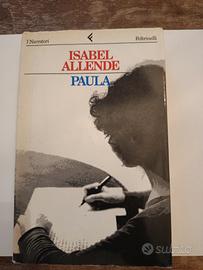 I Narratori
Feltrinelli
ISABEL
ALLENDE
PAULA
SUBITO